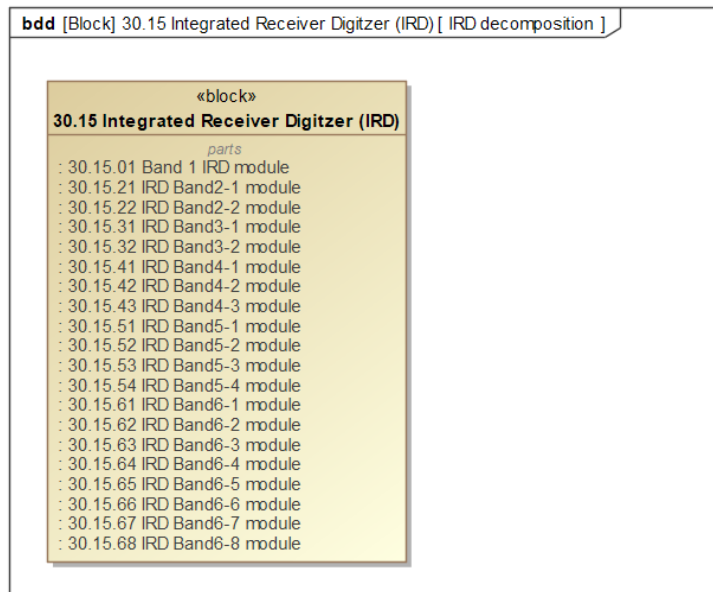 bdd [Block] 30.15 Integrated Receiver Digitzer (IRD) [ IRD decomposition ]
«block»
30.15 Integrated Receiver Digitzer (IRD)
parts
: 30.15.01 Band 1 IRD module
: 30.15.21 IRD Band2-1 module
: 30.15.22 IRD Band2-2 module
: 30.15.31 IRD Band3-1 module
: 30.15.32 IRD Band3-2 module
: 30.15.41 IRD Band4-1 module
: 30.15.42 IRD Band4-2 module
: 30.15.43 IRD Band4-3 module
: 30.15.51 IRD Band5-1 module
: 30.15.52 IRD Band5-2 module
: 30.15.53 IRD Band5-3 module
: 30.15.54 IRD Band5-4 module
: 30.15.61 IRD Band6-1 module
: 30.15.62 IRD Band6-2 module
: 30.15.63 IRD Band6-3 module
: 30.15.64 IRD Band6-4 module
: 30.15.65 IRD Band6-5 module
: 30.15.66 IRD Band6-6 module
: 30.15.67 IRD Band6-7 module
: 30.15.68 IRD Band6-8 module